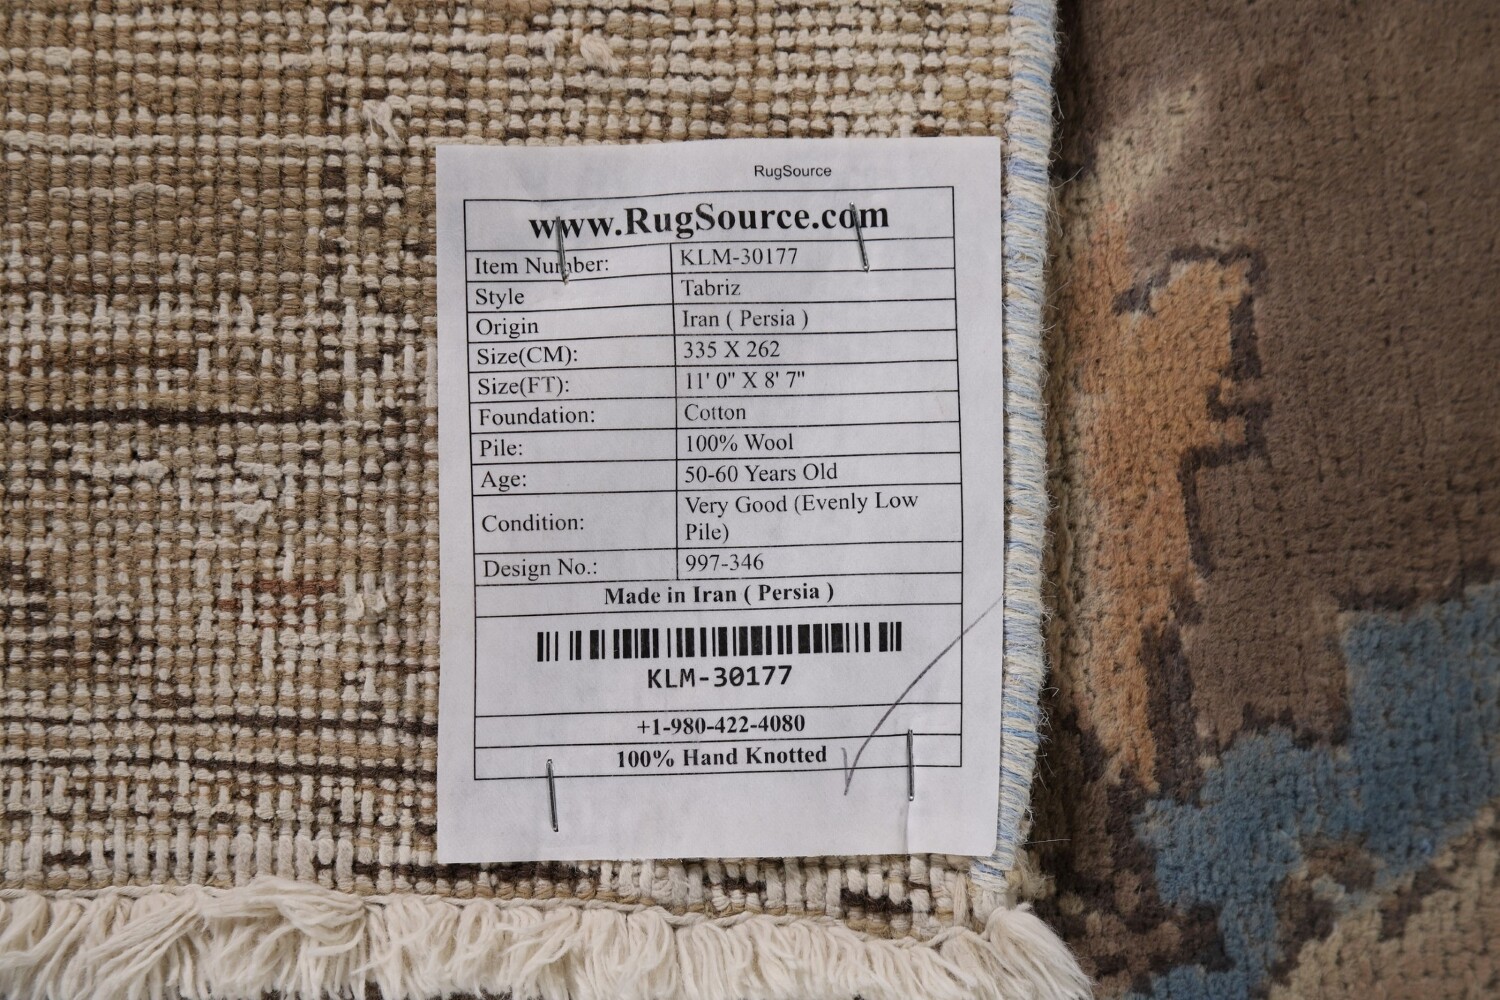 RugSource
www.RugSource.com
Item Number: KLM-30177
Style Tabriz
Origin Iran ( Persia )
Size(CM): 335 X 262
Size(FT): 11' 0" X 8' 7"
Foundation: Cotton
Pile: 100% Wool
Age: 50-60 Years Old
Condition: Very Good (Evenly Low
Pile)
Design No.: 997-346
Made in Iran ( Persia )
KLM-30177
+1-980-422-4080
100% Hand Knotted